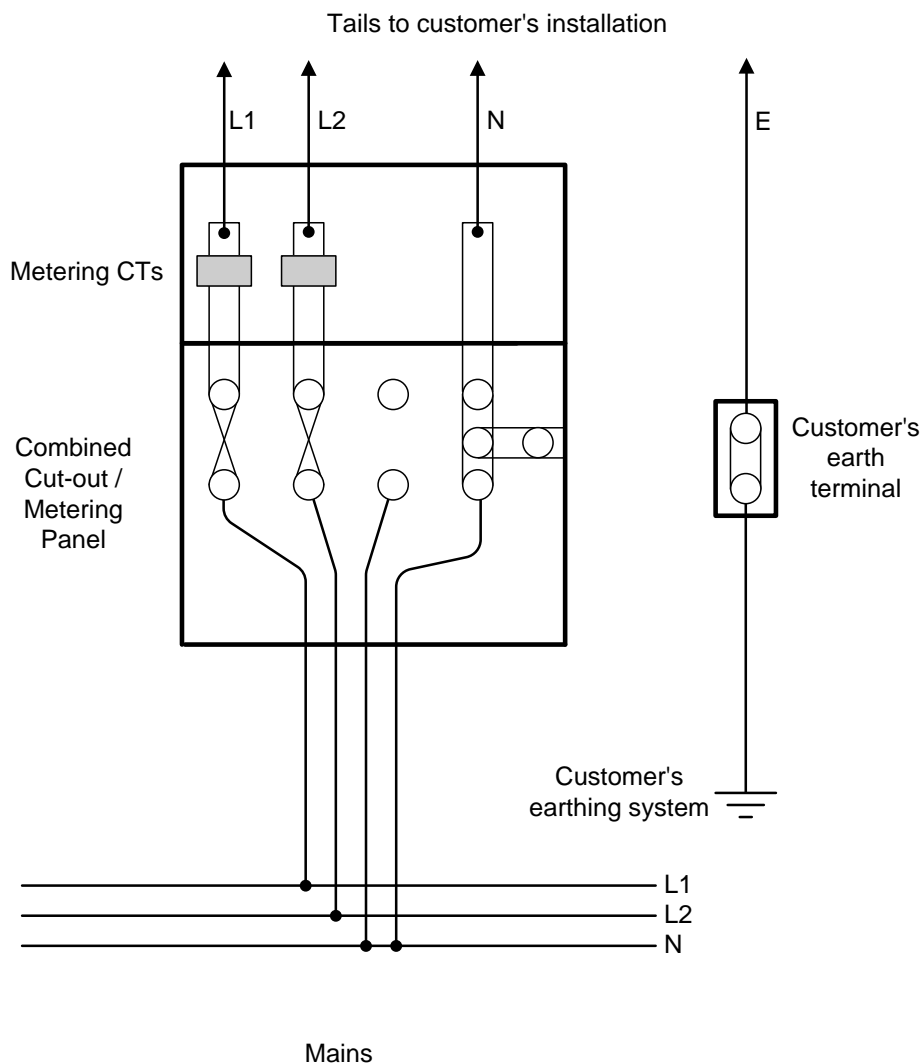 Tails to customer's installation
L1
L2
N
E
Metering CTs
Combined
Cut-out /
Metering
Panel
Customer's
earth
terminal
Customer's
earthing system
L1
L2
N
Mains